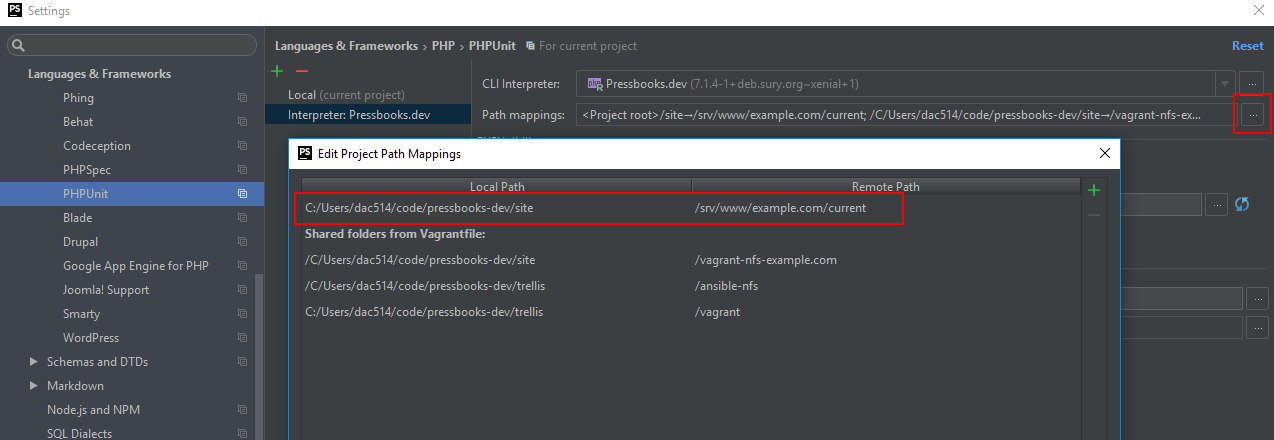 PS Settings
Languages & Frameworks › PHP › PHPUnit For current project Reset
Languages & Frameworks
Phing
Behat
Codeception
PHPSpec
PHPUnit
Blade
Drupal
Google App Engine for PHP
Joomla! Support
Smarty
WordPress
Schemas and DTDs
Markdown
Node.js and NPM
SQL Dialects
Local (current project)
Interpreter: Pressbooks.dev
CLI Interpreter: php R Pressbooks.dev (7.1.4-1+deb.sury.org~xenial+1) ...
Path mappings: <Project root>/site→/srv/www/example.com/current; /C/Users/dac514/code/pressbooks-dev/site→/vagrant-nfs-ex... ...
PS Edit Project Path Mappings
Local Path Remote Path
C:/Users/dac514/code/pressbooks-dev/site /srv/www/example.com/current
Shared folders from Vagrantfile:
/C/Users/dac514/code/pressbooks-dev/site /vagrant-nfs-example.com
/C/Users/dac514/code/pressbooks-dev/trellis /ansible-nfs
C:/Users/dac514/code/pressbooks-dev/trellis /vagrant
...
...
...